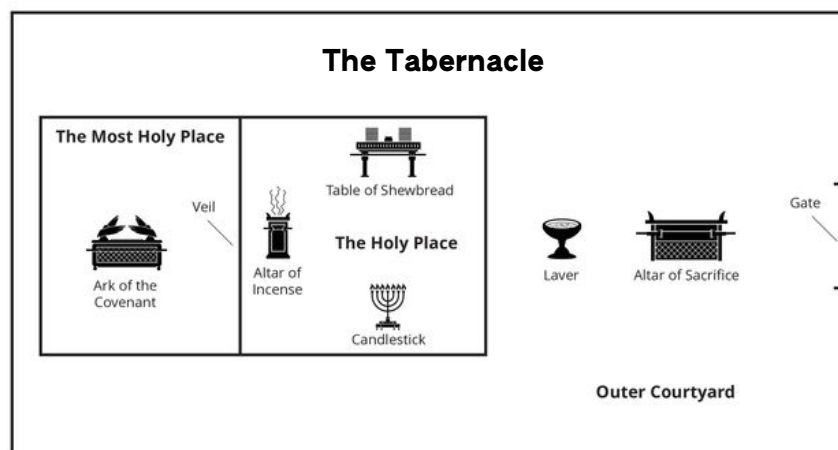 The Tabernacle
The Most Holy Place
Table of Shewbread
Veil
Gate
The Holy Place
Ark of the
Covenant
Altar of
Incense
Laver
Altar of Sacrifice
Candlestick
Outer Courtyard